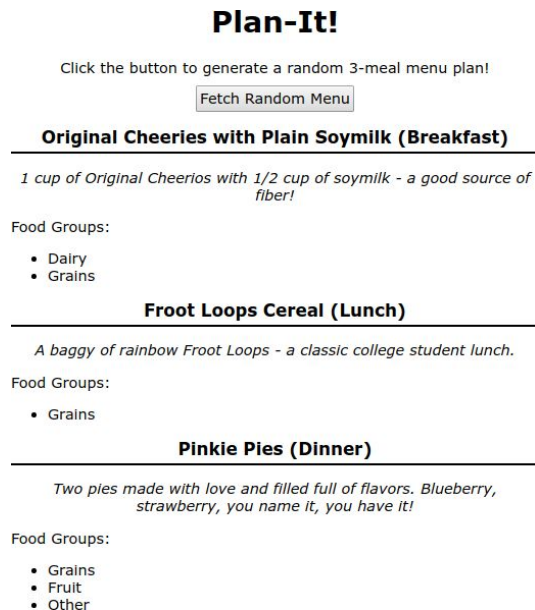 Plan-It!
Click the button to generate a random 3-meal menu plan!
Fetch Random Menu
Original Cheeries with Plain Soymilk (Breakfast)
1 cup of Original Cheerios with 1/2 cup of soymilk - a good source of
fiber!
Food Groups:
• Dairy
• Grains
Froot Loops Cereal (Lunch)
A baggy of rainbow Froot Loops - a classic college student lunch.
Food Groups:
• Grains
Pinkie Pies (Dinner)
Two pies made with love and filled full of flavors. Blueberry,
strawberry, you name it, you have it!
Food Groups:
• Grains
• Fruit
• Other